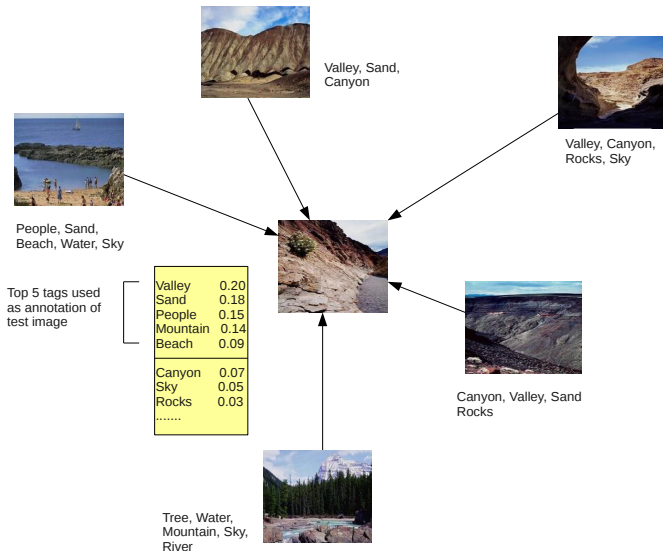 Valley, Sand,
Canyon
Valley, Canyon,
Rocks, Sky
People, Sand,
Beach, Water, Sky
Top 5 tags used
as annotation of
test image
Valley 0.20
Sand 0.18
People 0.15
Mountain 0.14
Beach 0.09
Canyon 0.07
Sky 0.05
Rocks 0.03
.......
Canyon, Valley, Sand
Rocks
Tree, Water,
Mountain, Sky,
River